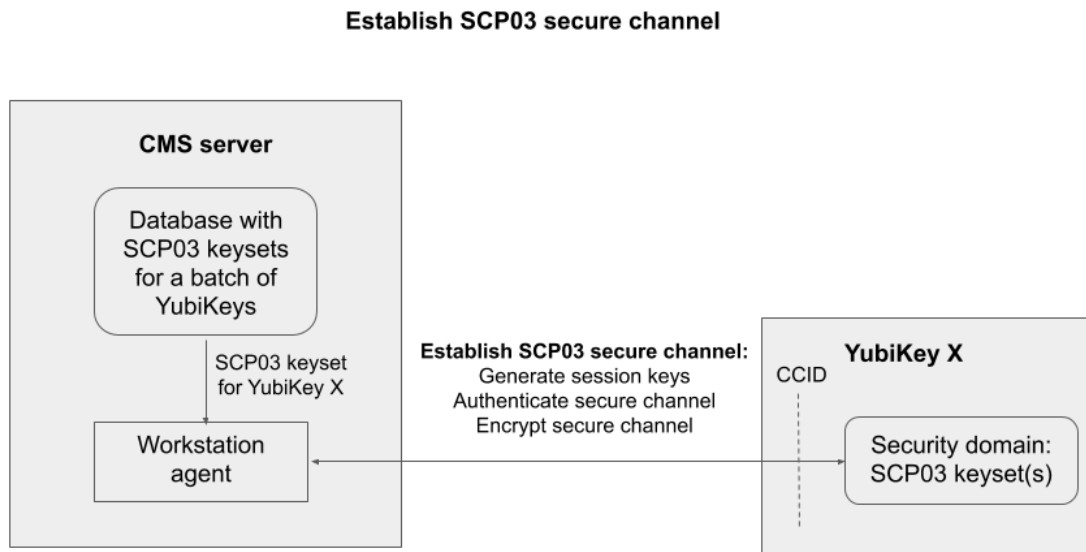 Establish SCP03 secure channel
CMS server
Database with
SCP03 keysets
for a batch of
YubiKeys
SCP03 keyset
for YubiKey X
Workstation
agent
Establish SCP03 secure channel:
Generate session keys
Authenticate secure channel
Encrypt secure channel
YubiKey X
CCID
Security domain:
SCP03 keyset(s)